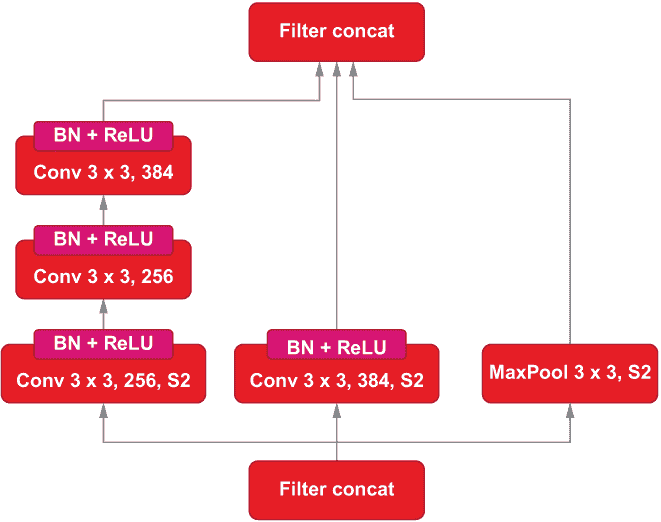 Filter concat
BN + ReLU
Conv 3 x 3, 384
BN + ReLU
Conv 3 x 3, 256
BN + ReLU
Conv 3 x 3, 256, S2
BN + ReLU
Conv 3 x 3, 384, S2
MaxPool 3 x 3, S2
Filter concat